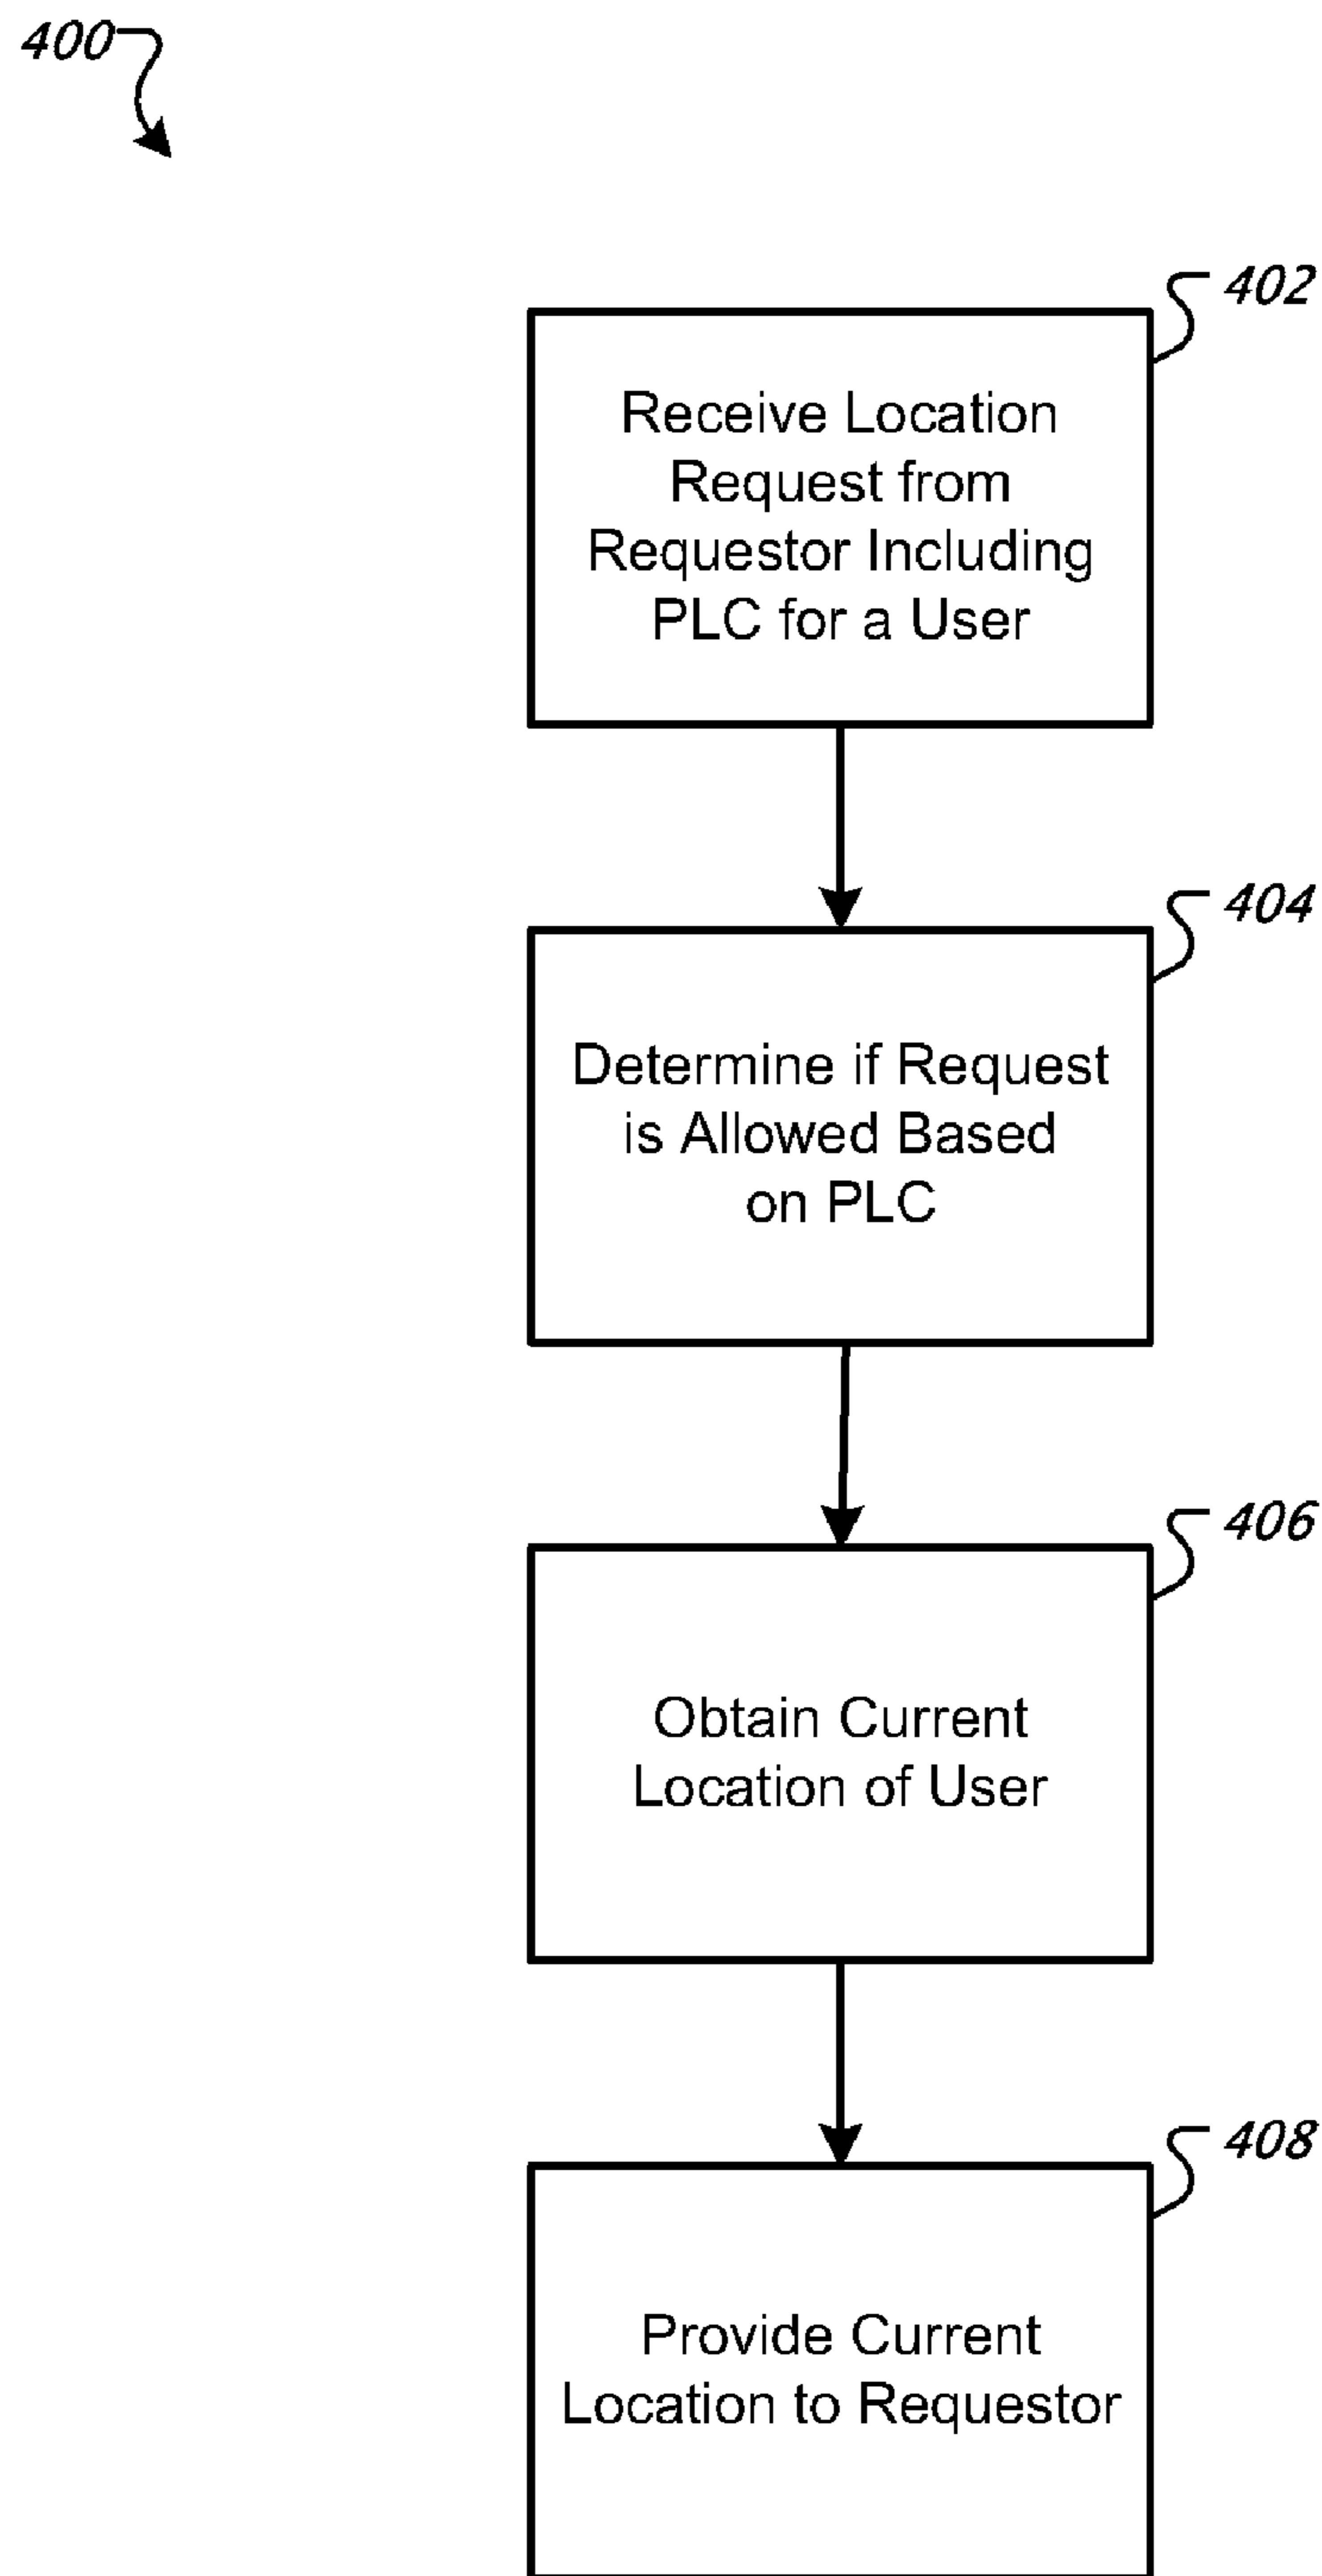 400
402
Receive Location
Request from
Requestor Including
PLC for a User
404
Determine if Request
is Allowed Based
on PLC
406
Obtain Current
Location of User
408
Provide Current
Location to Requestor